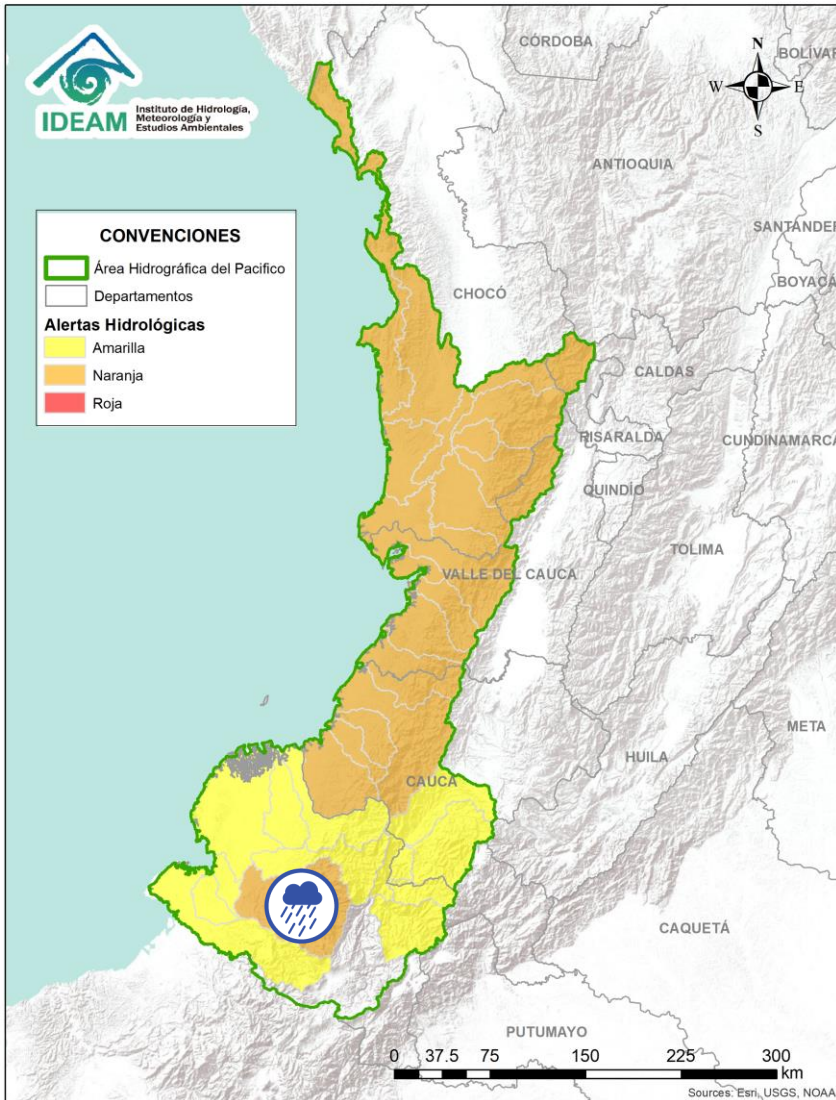 IDEAM
Instituto de Hidrología,
Meteorología y
Estudios Ambientales
CÓRDOBA
BOLÍVAR
N
W E
S
ANTIOQUIA
SANTANDER
BOYACÁ
CONVENCIONES
Área Hidrográfica del Pacifico
Departamentos
Alertas Hidrológicas
Amarilla
Naranja
Roja
CHOCÓ
CALDAS
RISARALDA
CUNDINAMARCA
QUINDÍO
TOLIMA
VALLE DEL CAUCA
META
HUILA
CAUCA
CAQUETÁ
PUTUMAYO
0 37.5 75 150 225 300
km
Sources: Esri, USGS, NOAA